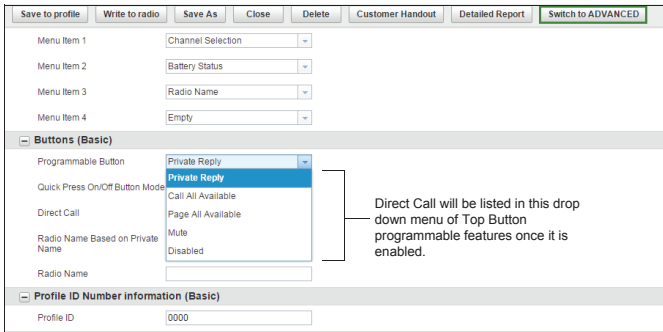 Save to profile Write to radio Save As Close Delete Customer Handout Detailed Report Switch to ADVANCED
Menu Item 1 Channel Selection
Menu Item 2 Battery Status
Menu Item 3 Radio Name
Menu Item 4 Empty
Buttons (Basic)
Programmable Button Private Reply
Private Reply
Quick Press On/Off Button Mode
Call All Available
Direct Call
Page All Available
Mute
Radio Name Based on Private
Name
Disabled
Direct Call will be listed in this drop
down menu of Top Button
programmable features once it is
enabled.
Radio Name
Profile ID Number information (Basic)
Profile ID 0000